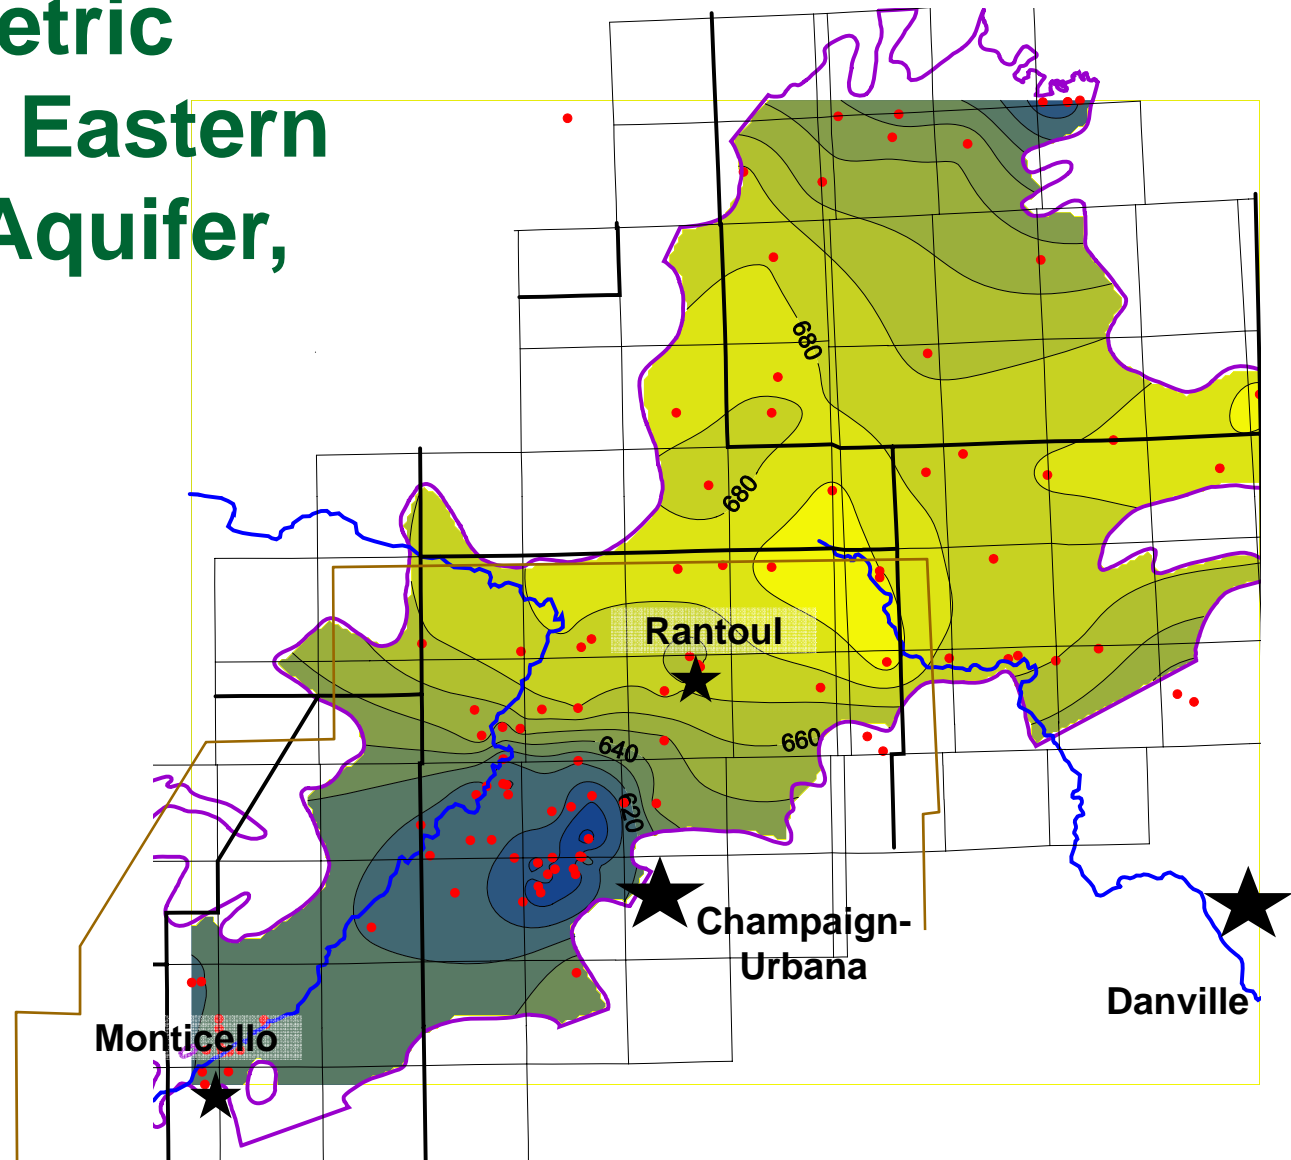 etric
Eastern
Aquifer,
680
680
Rantoul
640
660
620
Champaign-
Urbana
Danville
Monticello